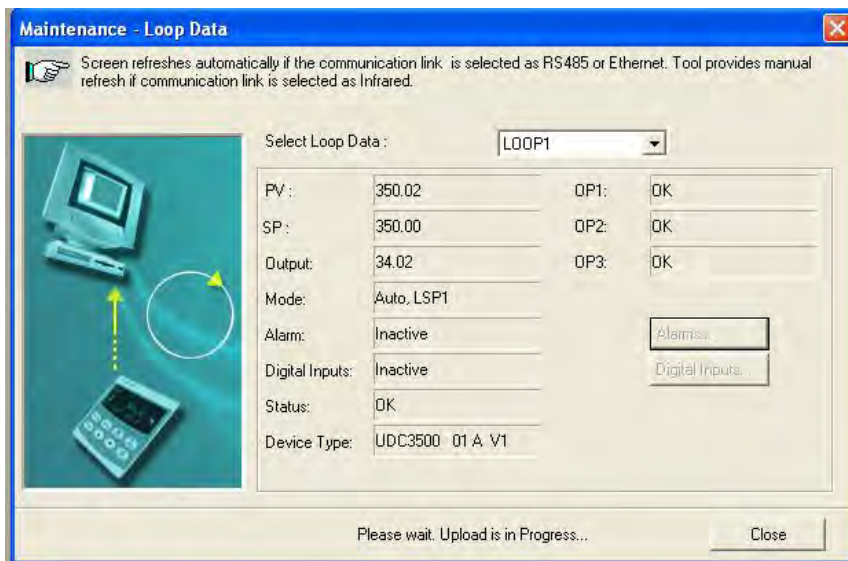 Maintenance - Loop Data
Screen refreshes automatically if the communication link is selected as RS485 or Ethernet. Tool provides manual
refresh if communication link is selected as Infrared.
Select Loop Data : LOOP1
PV : 350.02 OP1: OK
SP : 350.00 OP2: OK
Output: 34.02 OP3: OK
Mode: Auto, LSP1
Alarm: Inactive Alarms...
Digital Inputs: Inactive Digital Inputs...
Status: OK
Device Type: UDC3500 01 A V1
Please wait. Upload is in Progress... Close